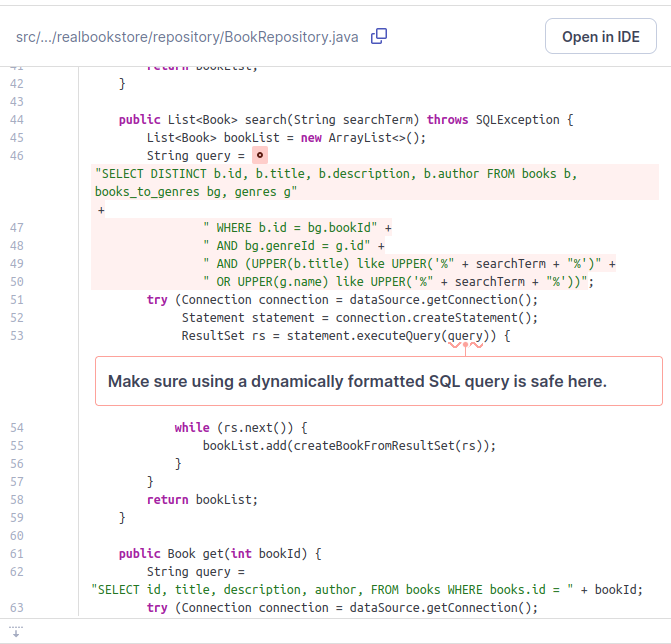 src/.../realbookstore/repository/BookRepository.java
Open in IDE
41 return bookList;
42 }
43
44 public List<Book> search(String searchTerm) throws SQLException {
45 List<Book> bookList = new ArrayList<>();
46 String query =
"SELECT DISTINCT b.id, b.title, b.description, b.author FROM books b,
books_to_genres bg, genres g"
+
47 " WHERE b.id = bg.bookId" +
48 " AND bg.genreId = g.id" +
49 " AND (UPPER(b.title) like UPPER('%" + searchTerm + "%')" +
50 " OR UPPER(g.name) like UPPER('%" + searchTerm + "%'))";
51 try (Connection connection = dataSource.getConnection();
52 Statement statement = connection.createStatement();
53 ResultSet rs = statement.executeQuery(query)) {
Make sure using a dynamically formatted SQL query is safe here.
54 while (rs.next()) {
55 bookList.add(createBookFromResultSet(rs));
56 }
57 }
58 return bookList;
59 }
60
61 public Book get(int bookId) {
62 String query =
"SELECT id, title, description, author, FROM books WHERE books.id = " + bookId;
63 try (Connection connection = dataSource.getConnection();